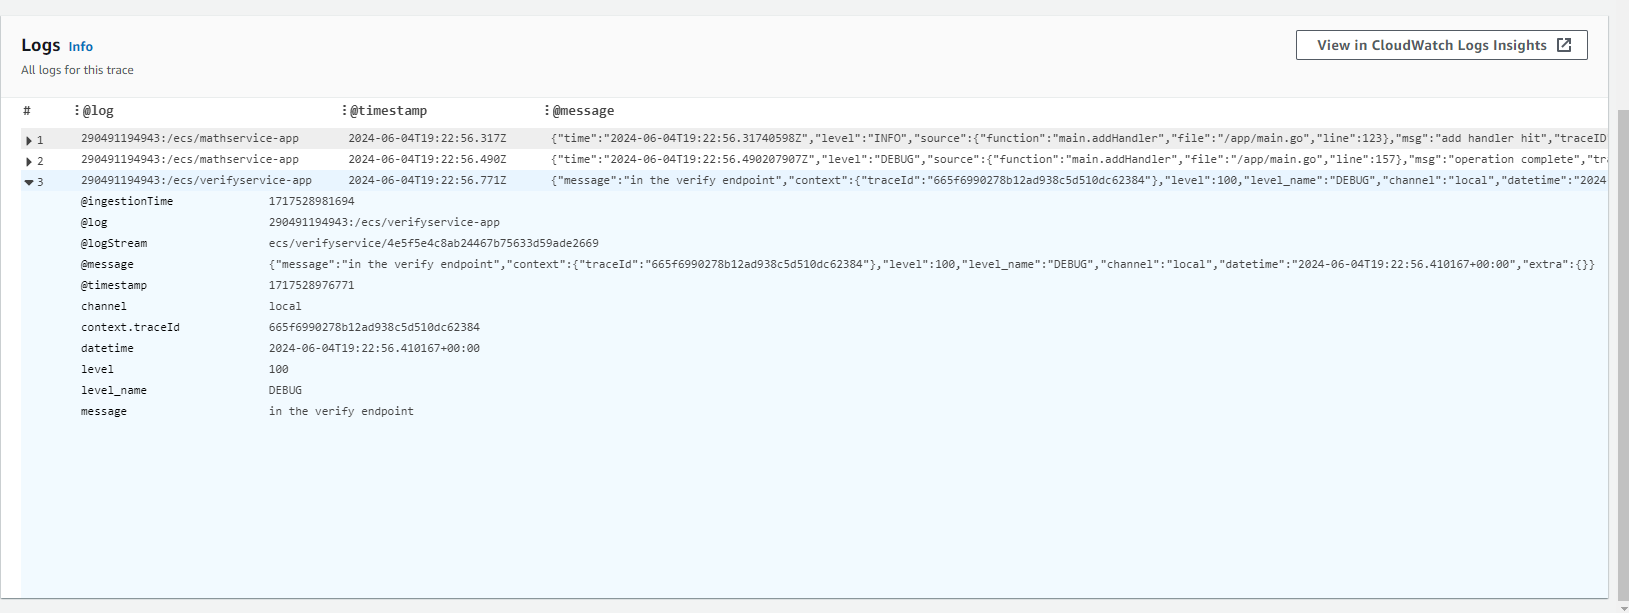 Logs Info
View in CloudWatch Logs Insights
All logs for this trace
# @log @timestamp @message
1 290491194943:/ecs/mathservice-app 2024-06-04T19:22:56.317Z {"time":"2024-06-04T19:22:56.31740598Z","level":"INFO","source":{"function":"main.addHandler","file":"/app/main.go","line":123},"msg":"add handler hit","traceID
2 290491194943:/ecs/mathservice-app 2024-06-04T19:22:56.490Z {"time":"2024-06-04T19:22:56.490207907Z","level":"DEBUG","source":{"function":"main.addHandler","file":"/app/main.go","line":157},"msg":"operation complete","tra
3 290491194943:/ecs/verifyservice-app 2024-06-04T19:22:56.771Z {"message":"in the verify endpoint","context":{"traceId":"665f6990278b12ad938c5d510dc62384"},"level":100,"level_name":"DEBUG","channel":"local","datetime":"2024
@ingestionTime 1717528981694
@log 290491194943:/ecs/verifyservice-app
@logStream ecs/verifyservice/4e5f5e4c8ab24467b75633d59ade2669
@message {"message":"in the verify endpoint","context":{"traceId":"665f6990278b12ad938c5d510dc62384"},"level":100,"level_name":"DEBUG","channel":"local","datetime":"2024-06-04T19:22:56.410167+00:00","extra":{}}
@timestamp 1717528976771
channel local
context.traceId 665f6990278b12ad938c5d510dc62384
datetime 2024-06-04T19:22:56.410167+00:00
level 100
level_name DEBUG
message in the verify endpoint